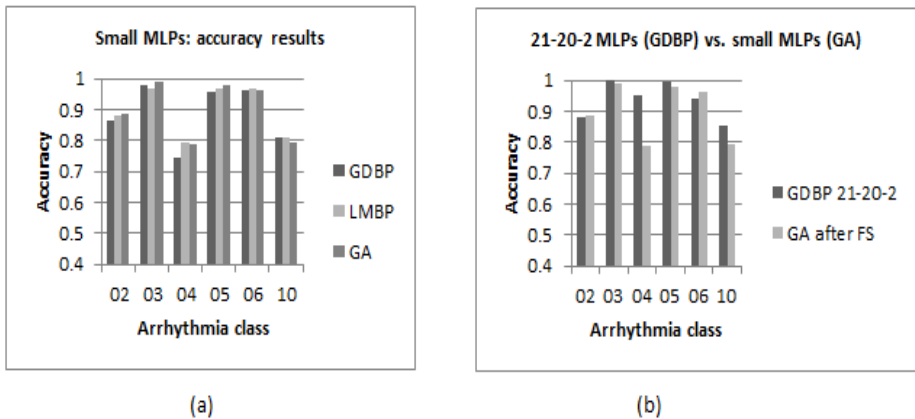 Small MLPs: accuracy results
1
0.9
0.8
0.7
0.6
0.5
0.4
Accuracy
02 03 04 05 06 10
Arrhythmia class
GDBP
LMBP
GA
(a)
21-20-2 MLPs (GDBP) vs. small MLPs (GA)
1
0.9
0.8
0.7
0.6
0.5
0.4
Accuracy
02 03 04 05 06 10
Arrhythmia class
GDBP 21-20-2
GA after FS
(b)